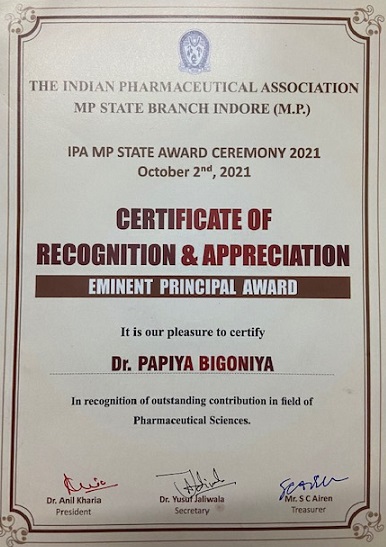 THE INDIAN PHARMACEUTICAL ASSOCIATION
MP STATE BRANCH INDORE (M.P.)
IPA MP STATE AWARD CEREMONY 2021
October 2nd, 2021
CERTIFICATE OF
RECOGNITION & APPRECIATION
EMINENT PRINCIPAL AWARD
It is our pleasure to certify
Dr. PAPIYA BIGONIYA
In recognition of outstanding contribution in field of
Pharmaceutical Sciences.
Dr. Anil Kharia Dr. Yusuf Jaliwala Mr. S C Airen
President Secretary Treasurer